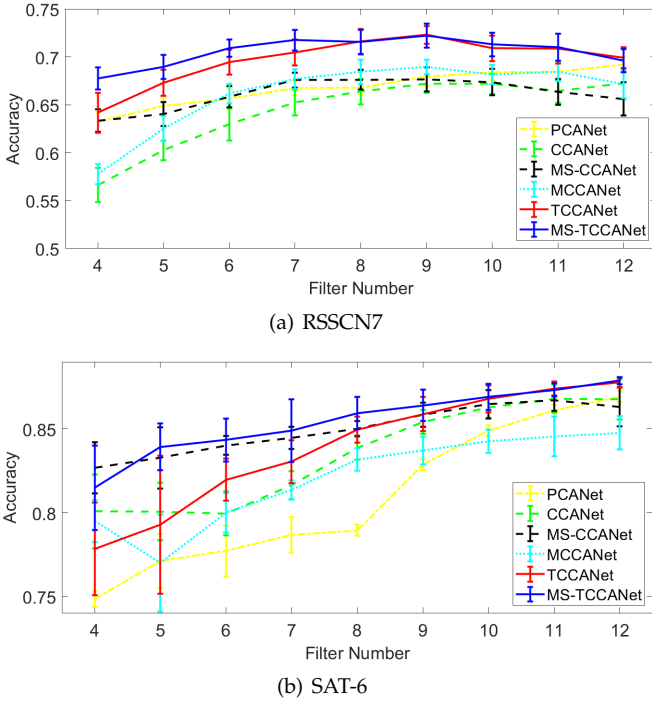 0.75
0.7
0.65
0.6
0.55
0.5
Accuracy
4 5 6 7 8 9 10 11 12
Filter Number
PCANet
CCANet
MS-CCANet
MCCANet
TCCANet
MS-TCCANet
(a) RSSCN7
0.85
0.8
0.75
Accuracy
4 5 6 7 8 9 10 11 12
Filter Number
PCANet
CCANet
MS-CCANet
MCCANet
TCCANet
MS-TCCANet
(b) SAT-6